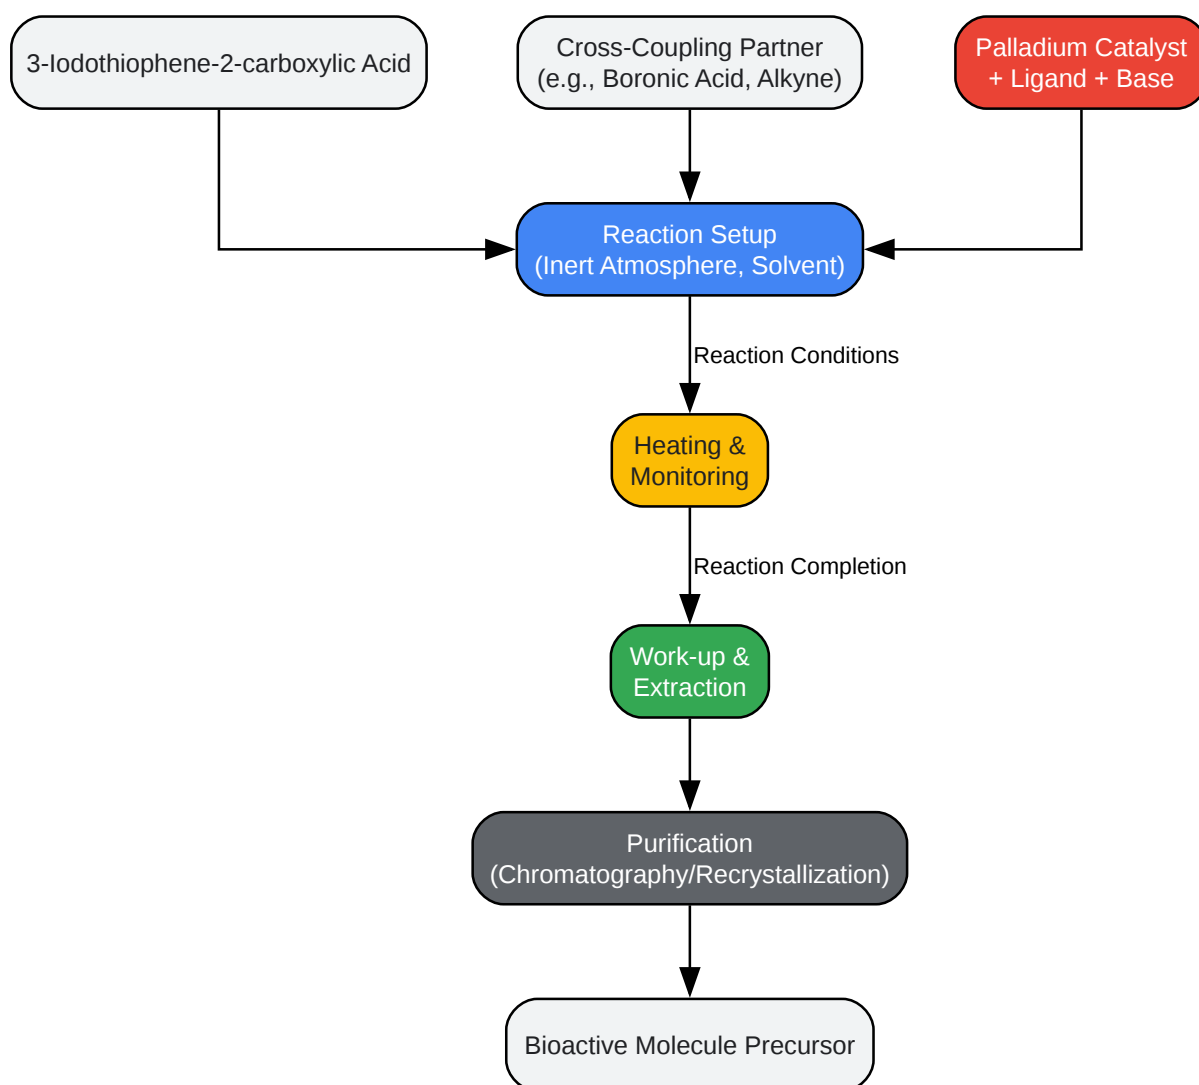 3-Iodothiophene-2-carboxylic Acid
Cross-Coupling Partner
(e.g., Boronic Acid, Alkyne)
Palladium Catalyst
+ Ligand + Base
Reaction Setup
(Inert Atmosphere, Solvent)
Reaction Conditions
Heating &
Monitoring
Reaction Completion
Work-up &
Extraction
Purification
(Chromatography/Recrystallization)
Bioactive Molecule Precursor